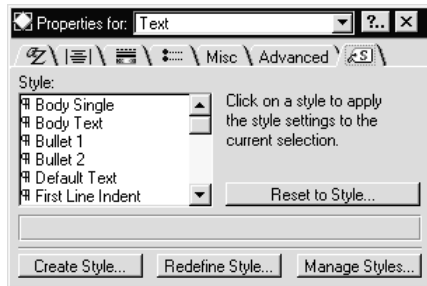 Properties for: Text ?..
Misc Advanced S
Style:
Body Single
Body Text
Bullet 1
Bullet 2
Default Text
First Line Indent
Click on a style to apply
the style settings to the
current selection.
Reset to Style...
Create Style... Redefine Style... Manage Styles...